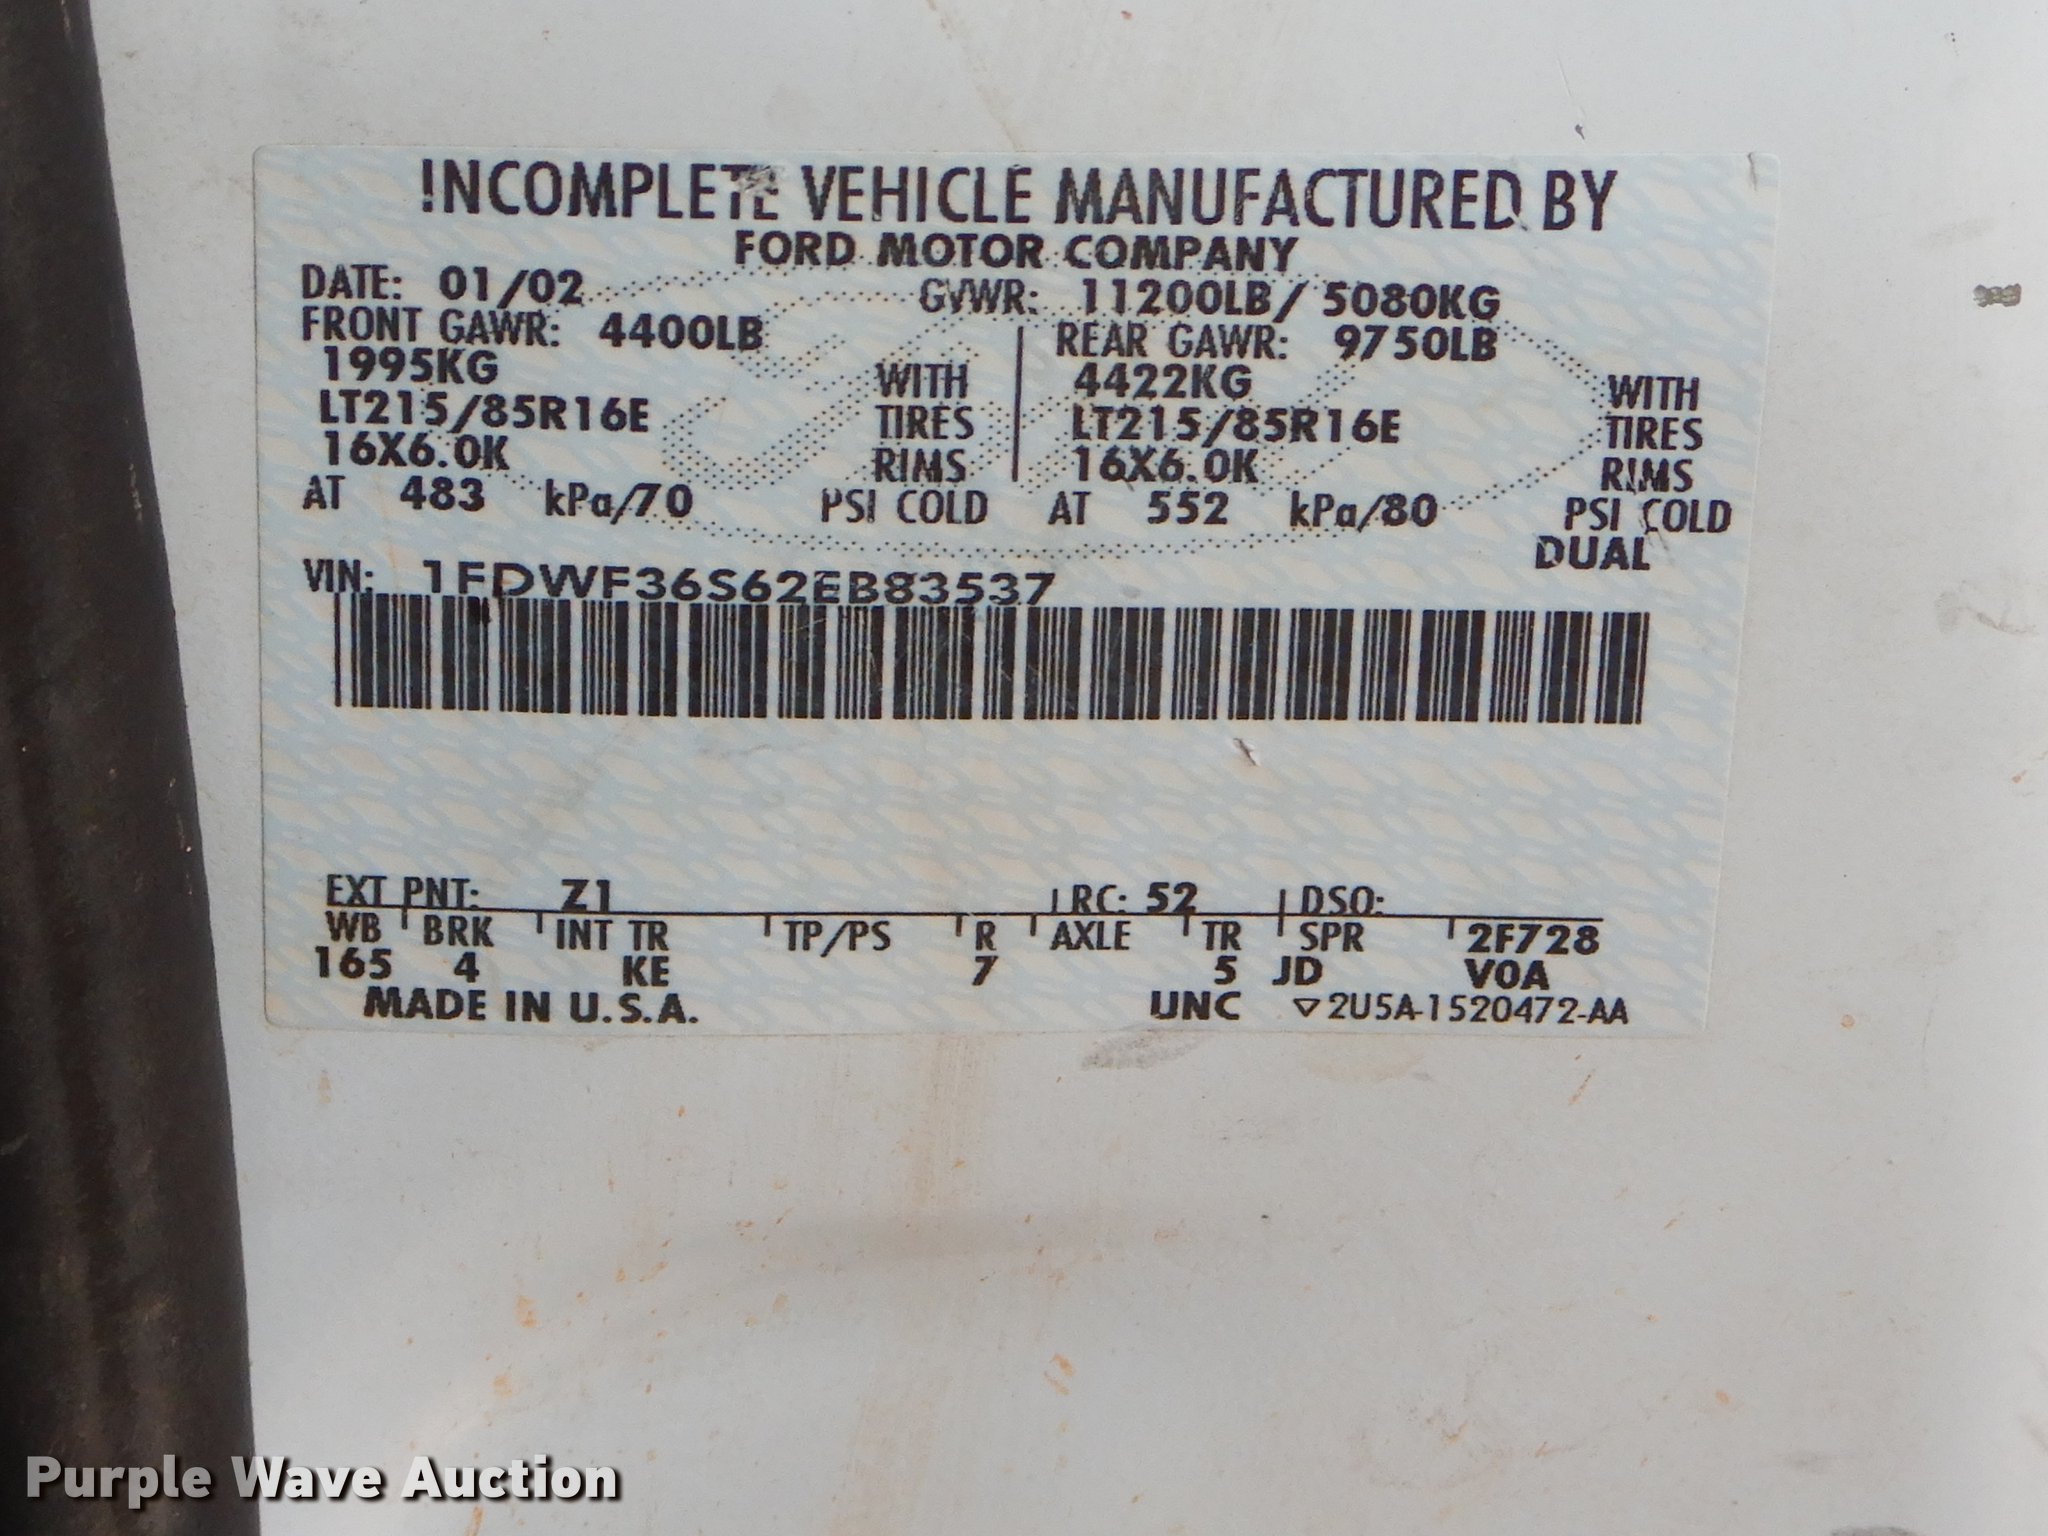 INCOMPLETE VEHICLE MANUFACTURED BY
FORD MOTOR COMPANY
DATE: 01/02 GVWR: 11200LB/ 5080KG
FRONT GAWR: 4400LB REAR GAWR: 9750LB
1995KG WITH 4422KG WITH
LT215/85R16E TIRES LT215/85R16E TIRES
16X6.0K RIMS 16X6.0K RIMS
AT 483 kPa/70 PSI COLD AT 552 kPa/80 PSI COLD
DUAL
VIN: 1FDWF36S62EB83537
EXT PNT: Z1 RC: 52 DSO:
WB BRK INT TR TP/PS R AXLE TR SPR 2F728
165 4 KE 7 5 JD V0A
MADE IN U.S.A. UNC ▽2U5A-1520472-AA
Purple Wave Auction